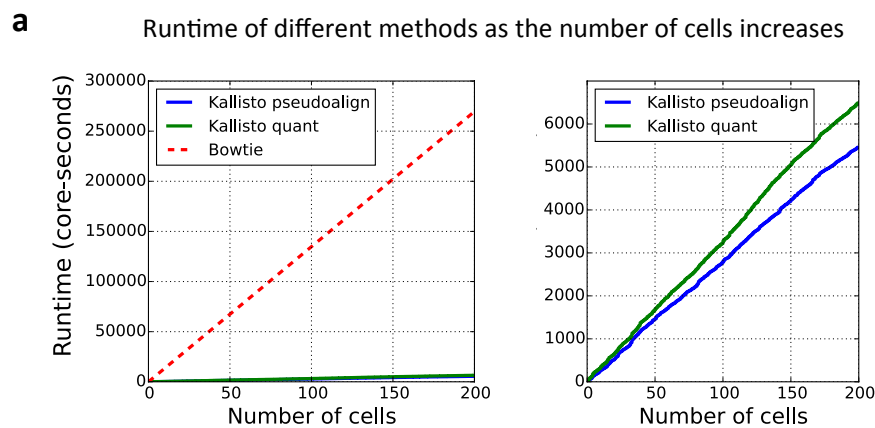 a
Runtime of different methods as the number of cells increases
Runtime (core-seconds)
300000
250000
200000
150000
100000
50000
0
Kallisto pseudoalign
Kallisto quant
Bowtie
0 50 100 150 200
Number of cells
6000
5000
4000
3000
2000
1000
0
Kallisto pseudoalign
Kallisto quant
0 50 100 150 200
Number of cells